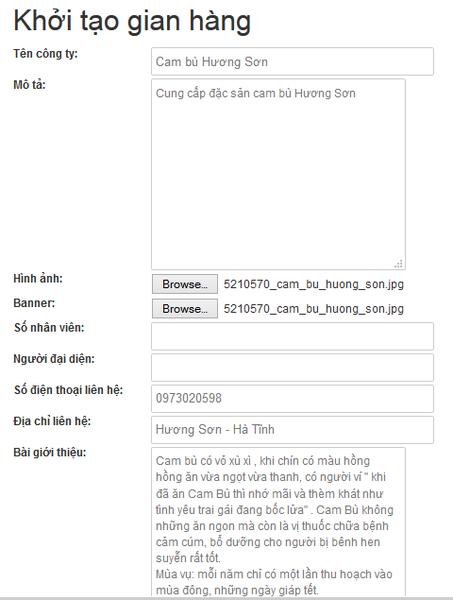 Khởi tạo gian hàng
Tên công ty:
Cam bù Hương Sơn
Mô tả:
Cung cấp đặc sản cam bù Hương Sơn
Hình ảnh:
Browse... 5210570_cam_bu_huong_son.jpg
Banner:
Browse... 5210570_cam_bu_huong_son.jpg
Số nhân viên:
Người đại diện:
Số điện thoại liên hệ:
0973020598
Địa chỉ liên hệ:
Hương Sơn - Hà Tĩnh
Bài giới thiệu:
Cam bù có vỏ xù xì , khi chín có màu hồng
hồng ăn vừa ngọt vừa thanh, có người ví " khi
đã ăn Cam Bù thì nhớ mãi và thèm khát như
tình yêu trai gái đang bốc lửa" . Cam Bù không
những ăn ngon mà còn là vị thuốc chữa bệnh
cảm cúm, bổ dưỡng cho người bị bênh hen
suyễn rất tốt.
Mùa vụ: mỗi năm chỉ có một lần thu hoạch vào
mùa đông, những ngày giáp tết.